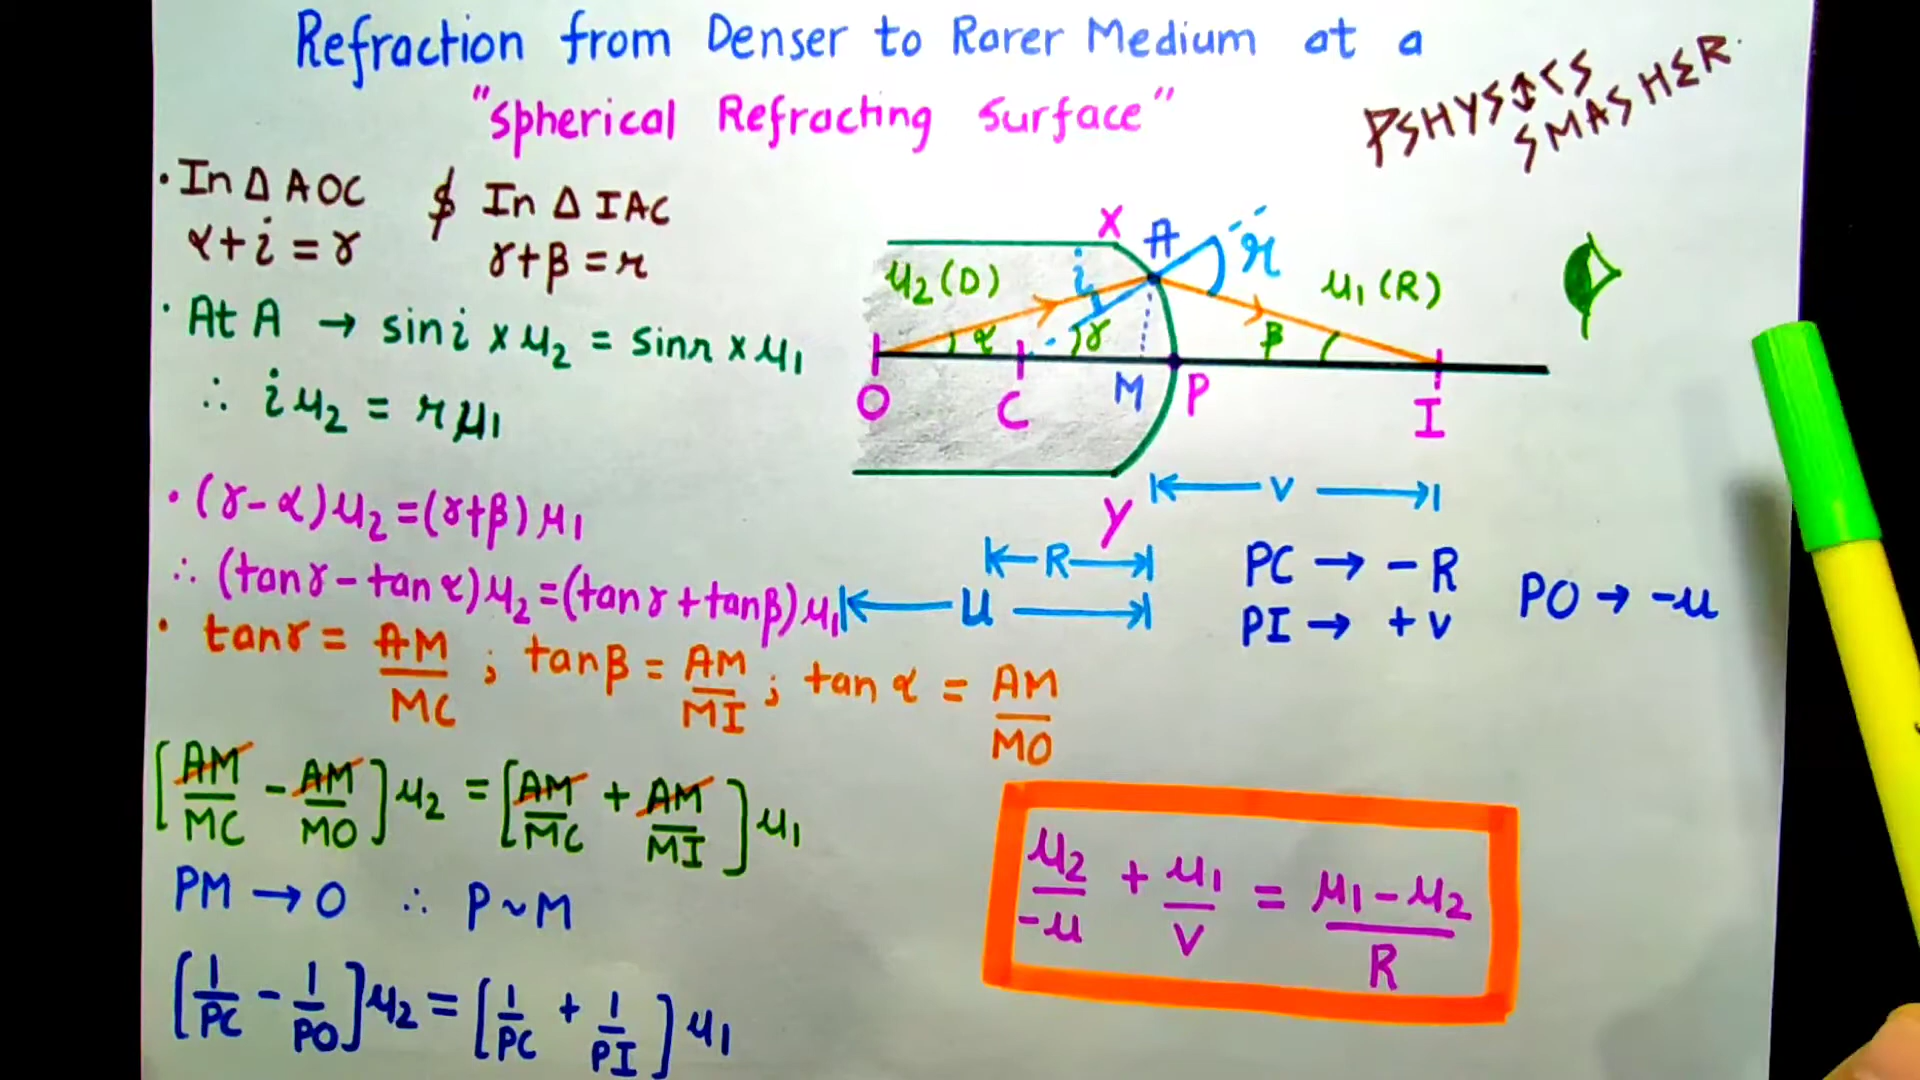 Refraction from Denser to Rarer Medium at a
"Spherical Refracting Surface"
PSHYSICS
SMASHER
· In Δ AOC & In Δ IAC
α+i = γ γ+β = r
· At A → sin i × μ2 = sin r × μ1
∴ i μ2 = r μ1
· (γ-α) μ2 = (γ+β) μ1
∴ (tan γ - tan α) μ2 = (tan γ + tan β) μ1
· tan γ = AM/MC ; tan β = AM/MI ; tan α = AM/MO
[AM/MC - AM/MO] μ2 = [AM/MC + AM/MI] μ1
PM → 0 ∴ P ~ M
[1/PC - 1/PO] μ2 = [1/PC + 1/PI] μ1
X A r
μ2 (D) i μ1 (R)
α γ β
O C M P I
Y
v
R
u
PC → - R
PI → + v
PO → -u
μ2/-u + μ1/v = μ1 - μ2/R